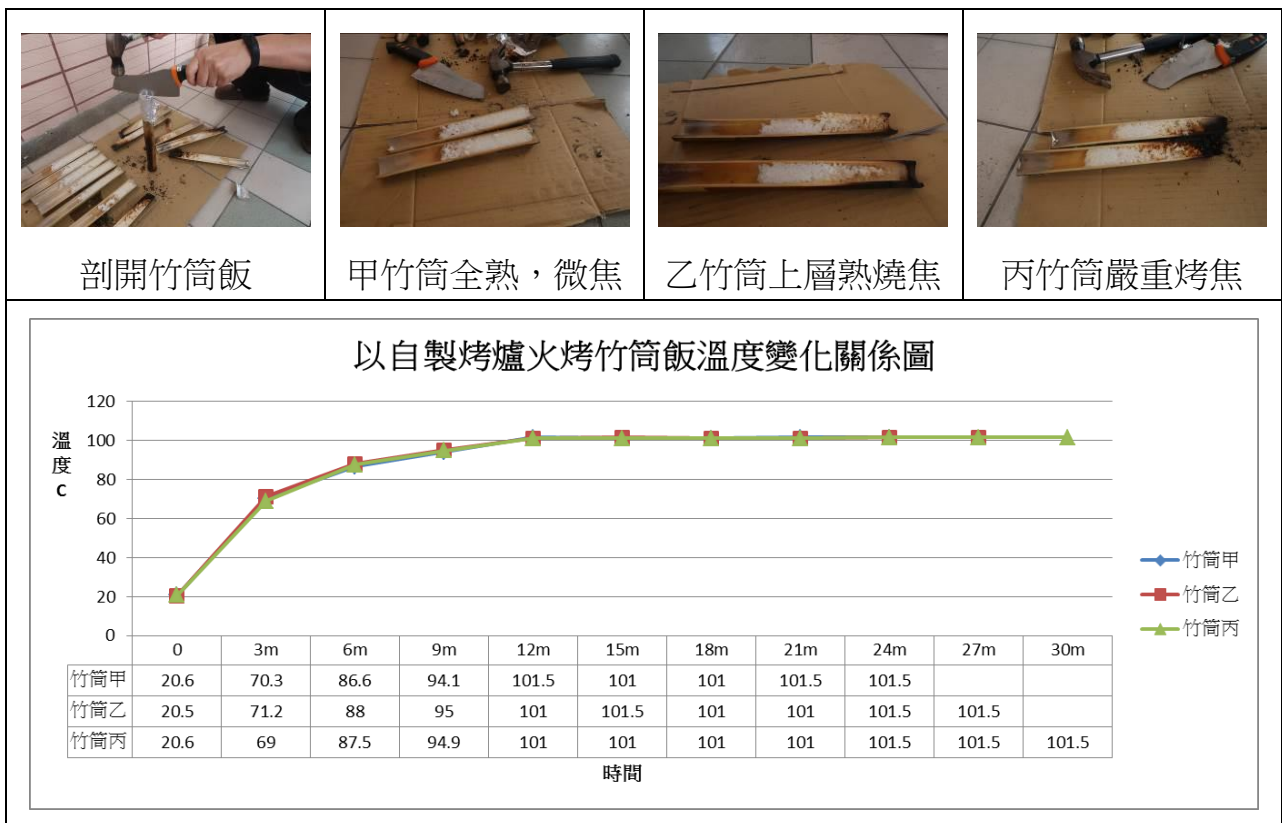 剖開竹筒飯
甲竹筒全熟，微焦
乙竹筒上層熟燒焦
丙竹筒嚴重烤焦
以自製烤爐火烤竹筒飯溫度變化關係圖
溫度C
120
100
80
60
40
20
0
竹筒甲
竹筒乙
竹筒丙
0 3m 6m 9m 12m 15m 18m 21m 24m 27m 30m
竹筒甲 20.6 70.3 86.6 94.1 101.5 101 101 101.5 101.5
竹筒乙 20.5 71.2 88 95 101 101.5 101 101 101.5 101.5
竹筒丙 20.6 69 87.5 94.9 101 101 101 101 101.5 101.5 101.5
時間